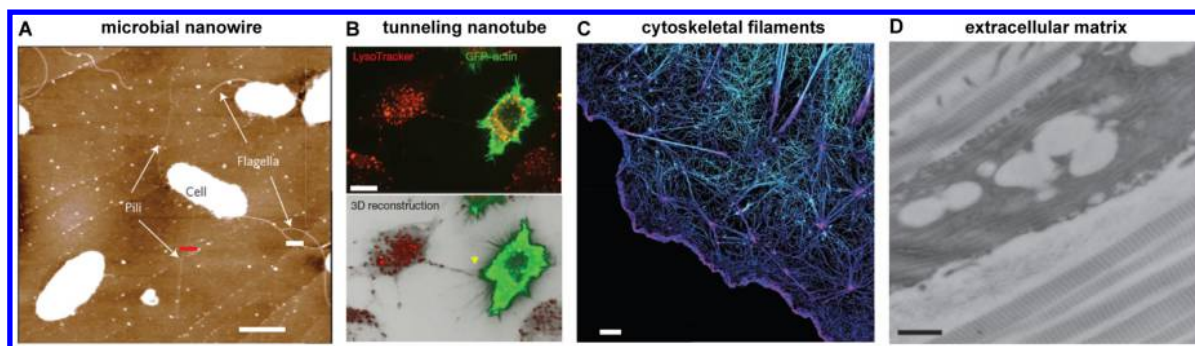 A microbial nanowire
B tunneling nanotube
C cytoskeletal filaments
D extracellular matrix
Flagella
Cell
Pili
LysoTracker GFP-actin
3D reconstruction